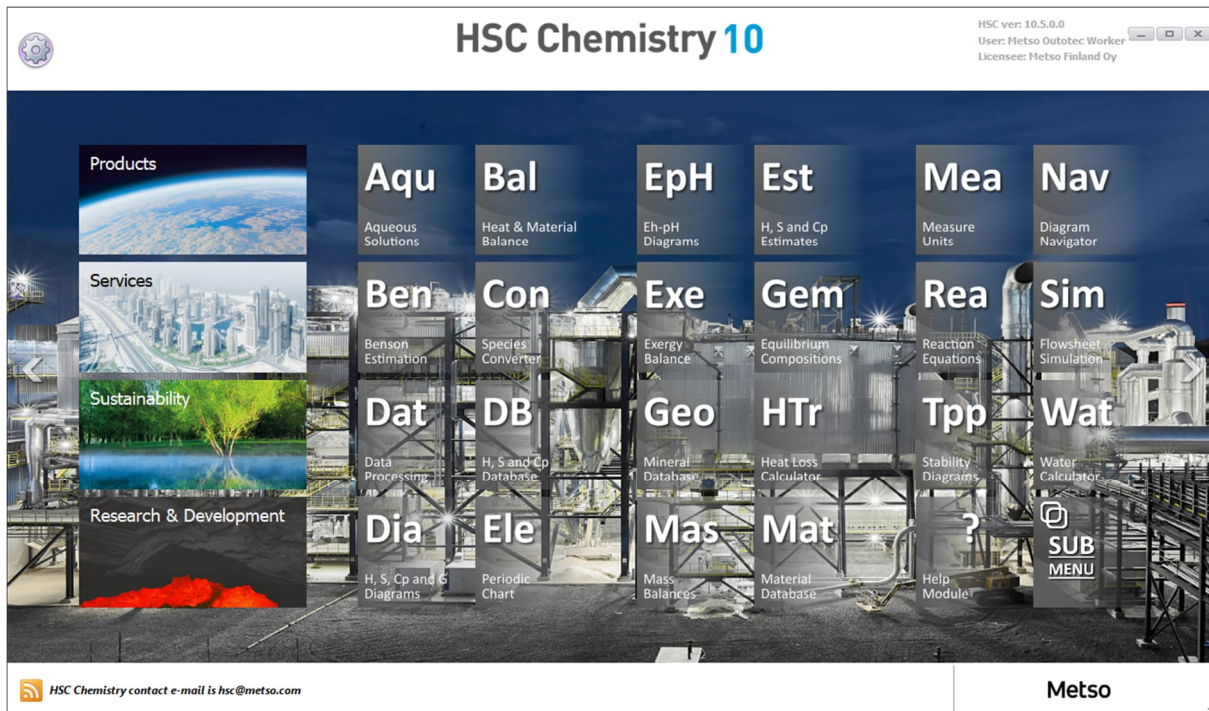 HSC Chemistry 10
HSC ver: 10.5.0.0
User: Metso Outotec Worker
Licensee: Metso Finland Oy
Products
Services
Sustainability
Research & Development
Aqu
Aqueous
Solutions
Bal
Heat & Material
Balance
EpH
Eh-pH
Diagrams
Est
H, S and Cp
Estimates
Mea
Measure
Units
Nav
Diagram
Navigator
Ben
Benson
Estimation
Con
Species
Converter
Exe
Exergy
Balance
Gem
Equilibrium
Compositions
Rea
Reaction
Equations
Sim
Flowsheet
Simulation
Dat
Data
Processing
DB
H, S and Cp
Database
Geo
Mineral
Database
HTr
Heat Loss
Calculator
Tpp
Stability
Diagrams
Wat
Water
Calculator
Dia
H, S, Cp and G
Diagrams
Ele
Periodic
Chart
Mas
Mass
Balances
Mat
Material
Database
?
Help
Module
SUB
MENU
HSC Chemistry contact e-mail is hsc@metso.com
Metso